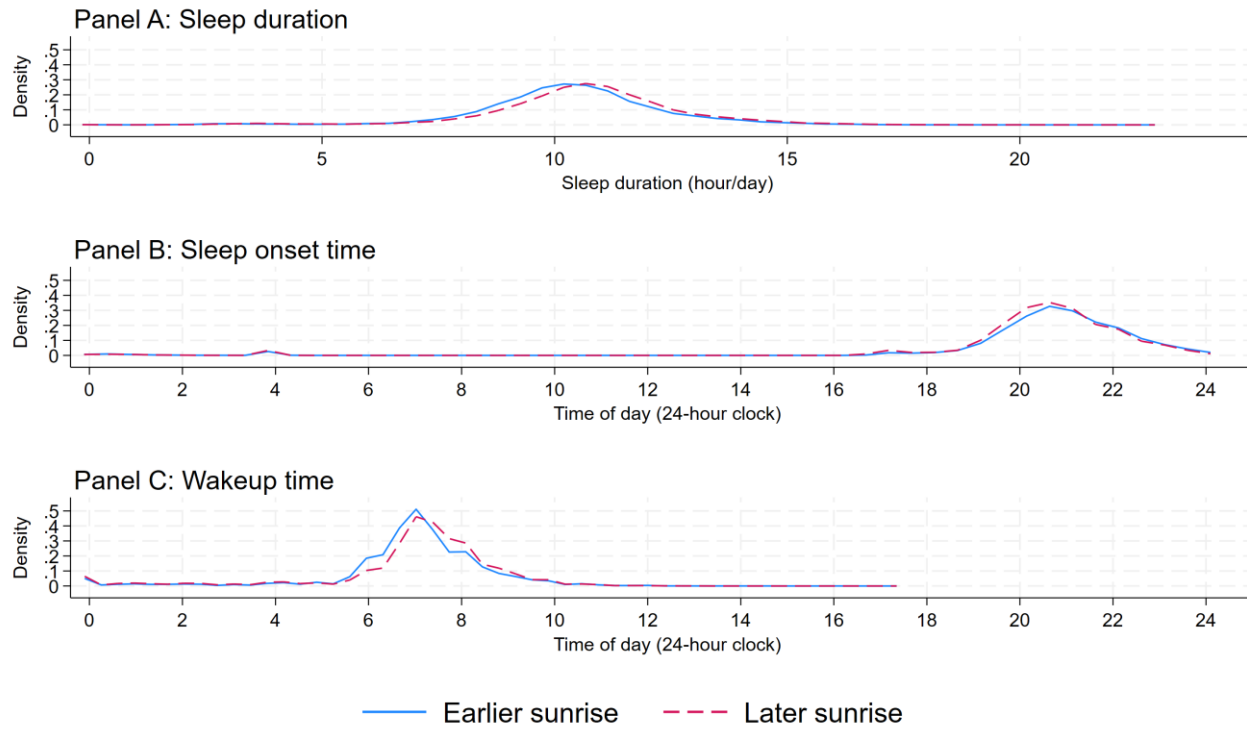 Panel A: Sleep duration
Density
.5
.4
.3
.2
.1
0
0 5 10 15 20
Sleep duration (hour/day)
Panel B: Sleep onset time
Density
.5
.4
.3
.2
.1
0
0 2 4 6 8 10 12 14 16 18 20 22 24
Time of day (24-hour clock)
Panel C: Wakeup time
Density
.5
.4
.3
.2
.1
0
0 2 4 6 8 10 12 14 16 18 20 22 24
Time of day (24-hour clock)
Earlier sunrise Later sunrise